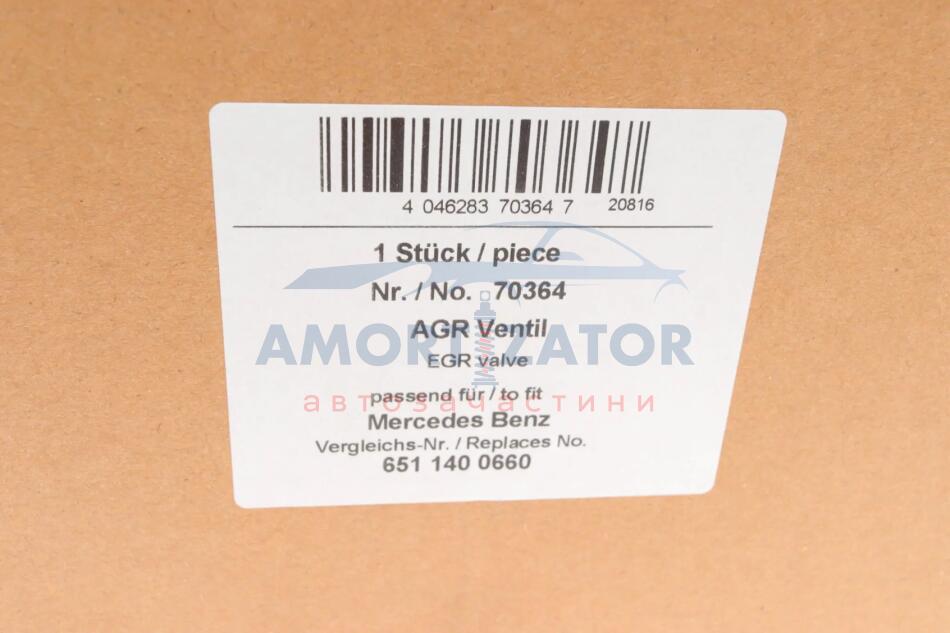 4 046283 70364 7 20816
1 Stück / piece
Nr. / No. 70364
AGR Ventil
AMORTIZATOR
EGR valve
passend für / to fit
автозапчастини
Mercedes Benz
Vergleichs-Nr. / Replaces No.
651 140 0660